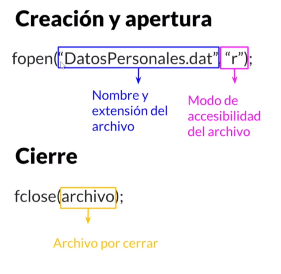 Creación y apertura
fopen(“DatosPersonales.dat” “r”);
Nombre y
extensión del
archivo
Modo de
accesibilidad
del archivo
Cierre
fclose(archivo);
Archivo por cerrar